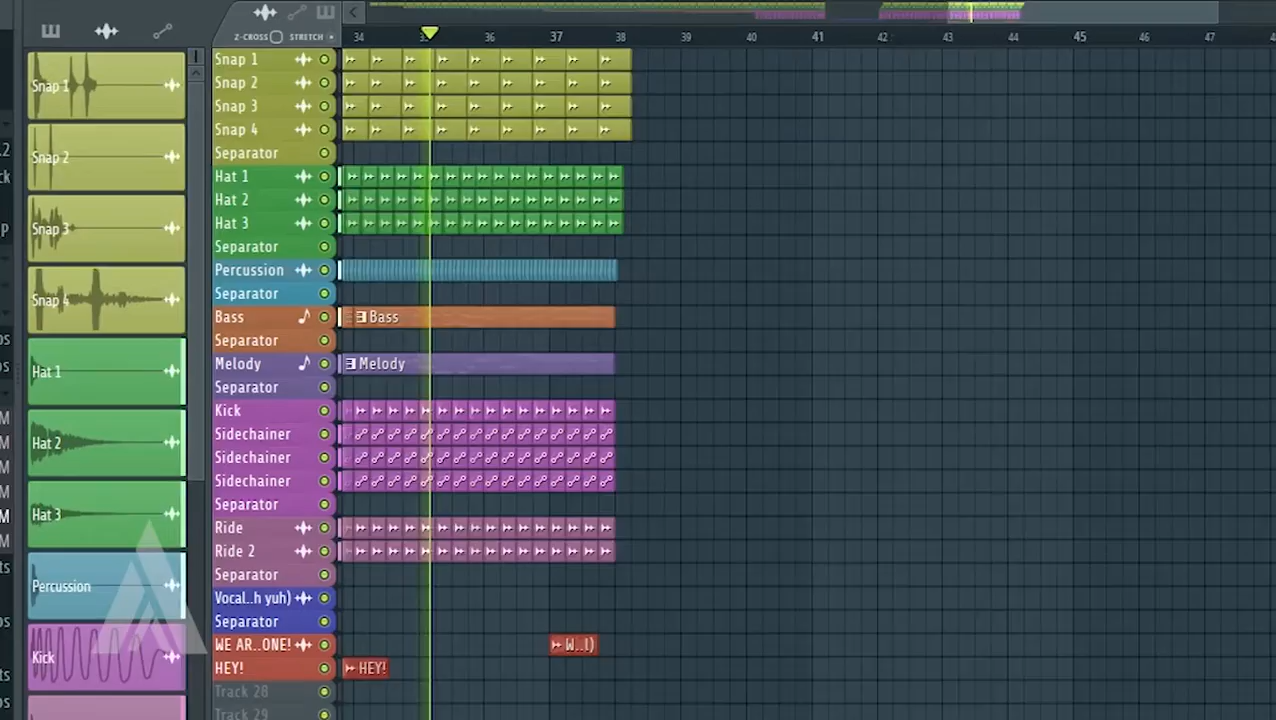 Z-CROSS STRETCH
34 35 36 37 38 39 40 41 42 43 44 45 46 47
Snap 1
Snap 2
Snap 3
Snap 4
Hat 1
Hat 2
Hat 3
Percussion
Kick
Snap 1
Snap 2
Snap 3
Snap 4
Separator
Hat 1
Hat 2
Hat 3
Separator
Percussion
Separator
Bass Bass
Separator
Melody Melody
Separator
Kick
Sidechainer
Sidechainer
Sidechainer
Separator
Ride
Ride 2
Separator
Vocal..h yuh)
Separator
WE AR..ONE! W..!)
HEY! HEY!
Track 28
Track 29